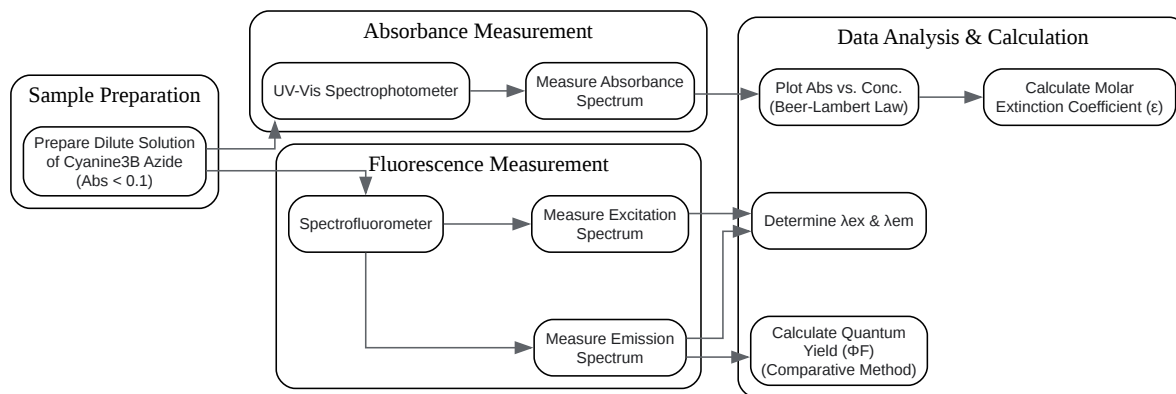 Sample Preparation
Prepare Dilute Solution
of Cyanine3B Azide
(Abs < 0.1)
Absorbance Measurement
UV-Vis Spectrophotometer
Measure Absorbance
Spectrum
Fluorescence Measurement
Spectrofluorometer
Measure Excitation
Spectrum
Measure Emission
Spectrum
Data Analysis & Calculation
Plot Abs vs. Conc.
(Beer-Lambert Law)
Calculate Molar
Extinction Coefficient (ε)
Determine λex & λem
Calculate Quantum
Yield (ΦF)
(Comparative Method)